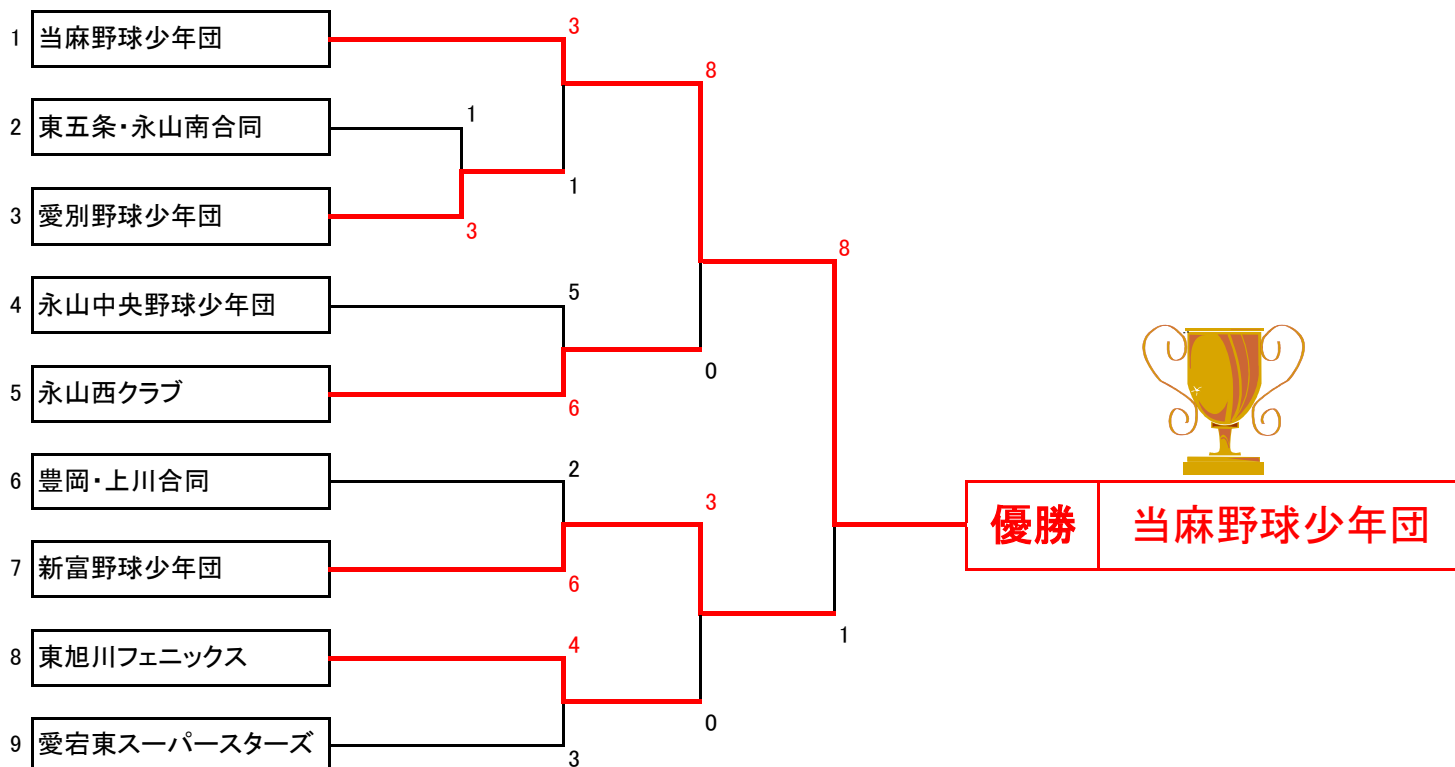 1 当麻野球少年団
3
8
2 東五条・永山南合同
1
1
3 愛別野球少年団
3
8
4 永山中央野球少年団
5
0
5 永山西クラブ
6
6 豊岡・上川合同
2
3
優勝 当麻野球少年団
7 新富野球少年団
6
1
8 東旭川フェニックス
4
0
9 愛宕東スーパースターズ
3